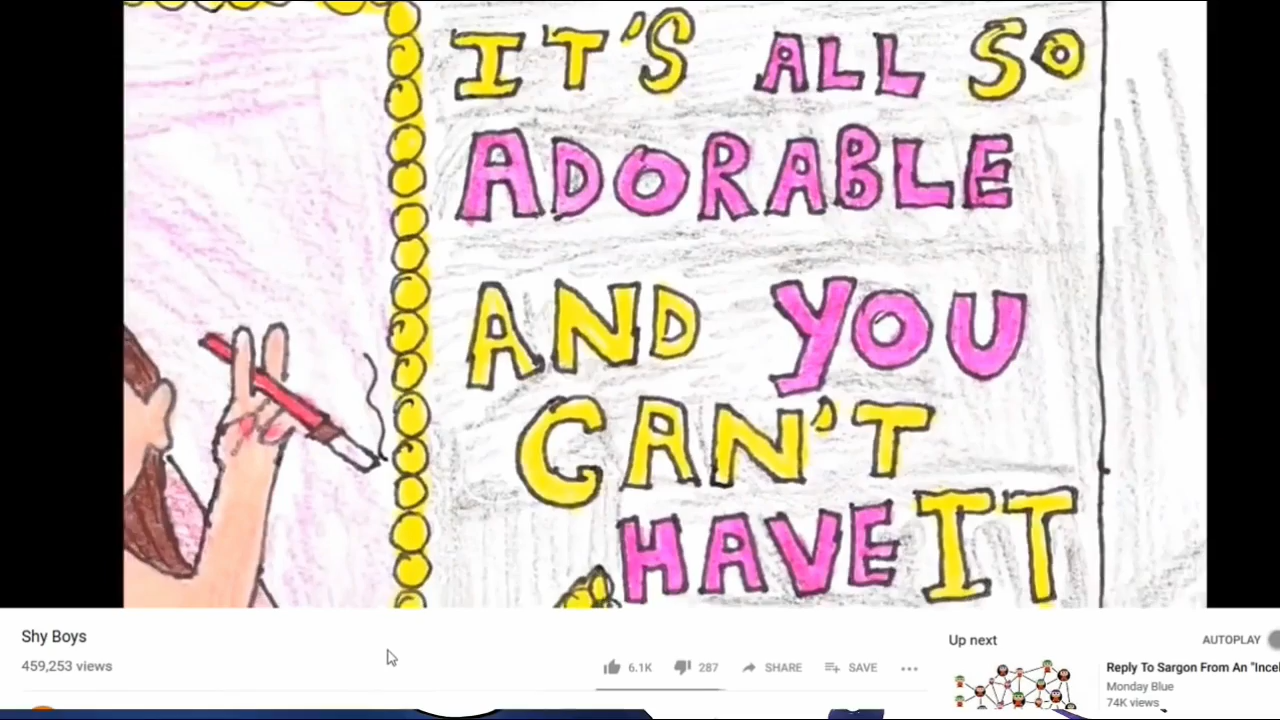 IT'S ALL SO
ADORABLE
AND YOU
CAN'T
HAVE IT
Shy Boys
459,253 views
6.1K
287
SHARE
SAVE
Up next
AUTOPLAY
Reply To Sargon From An "Incel
Monday Blue
74K views